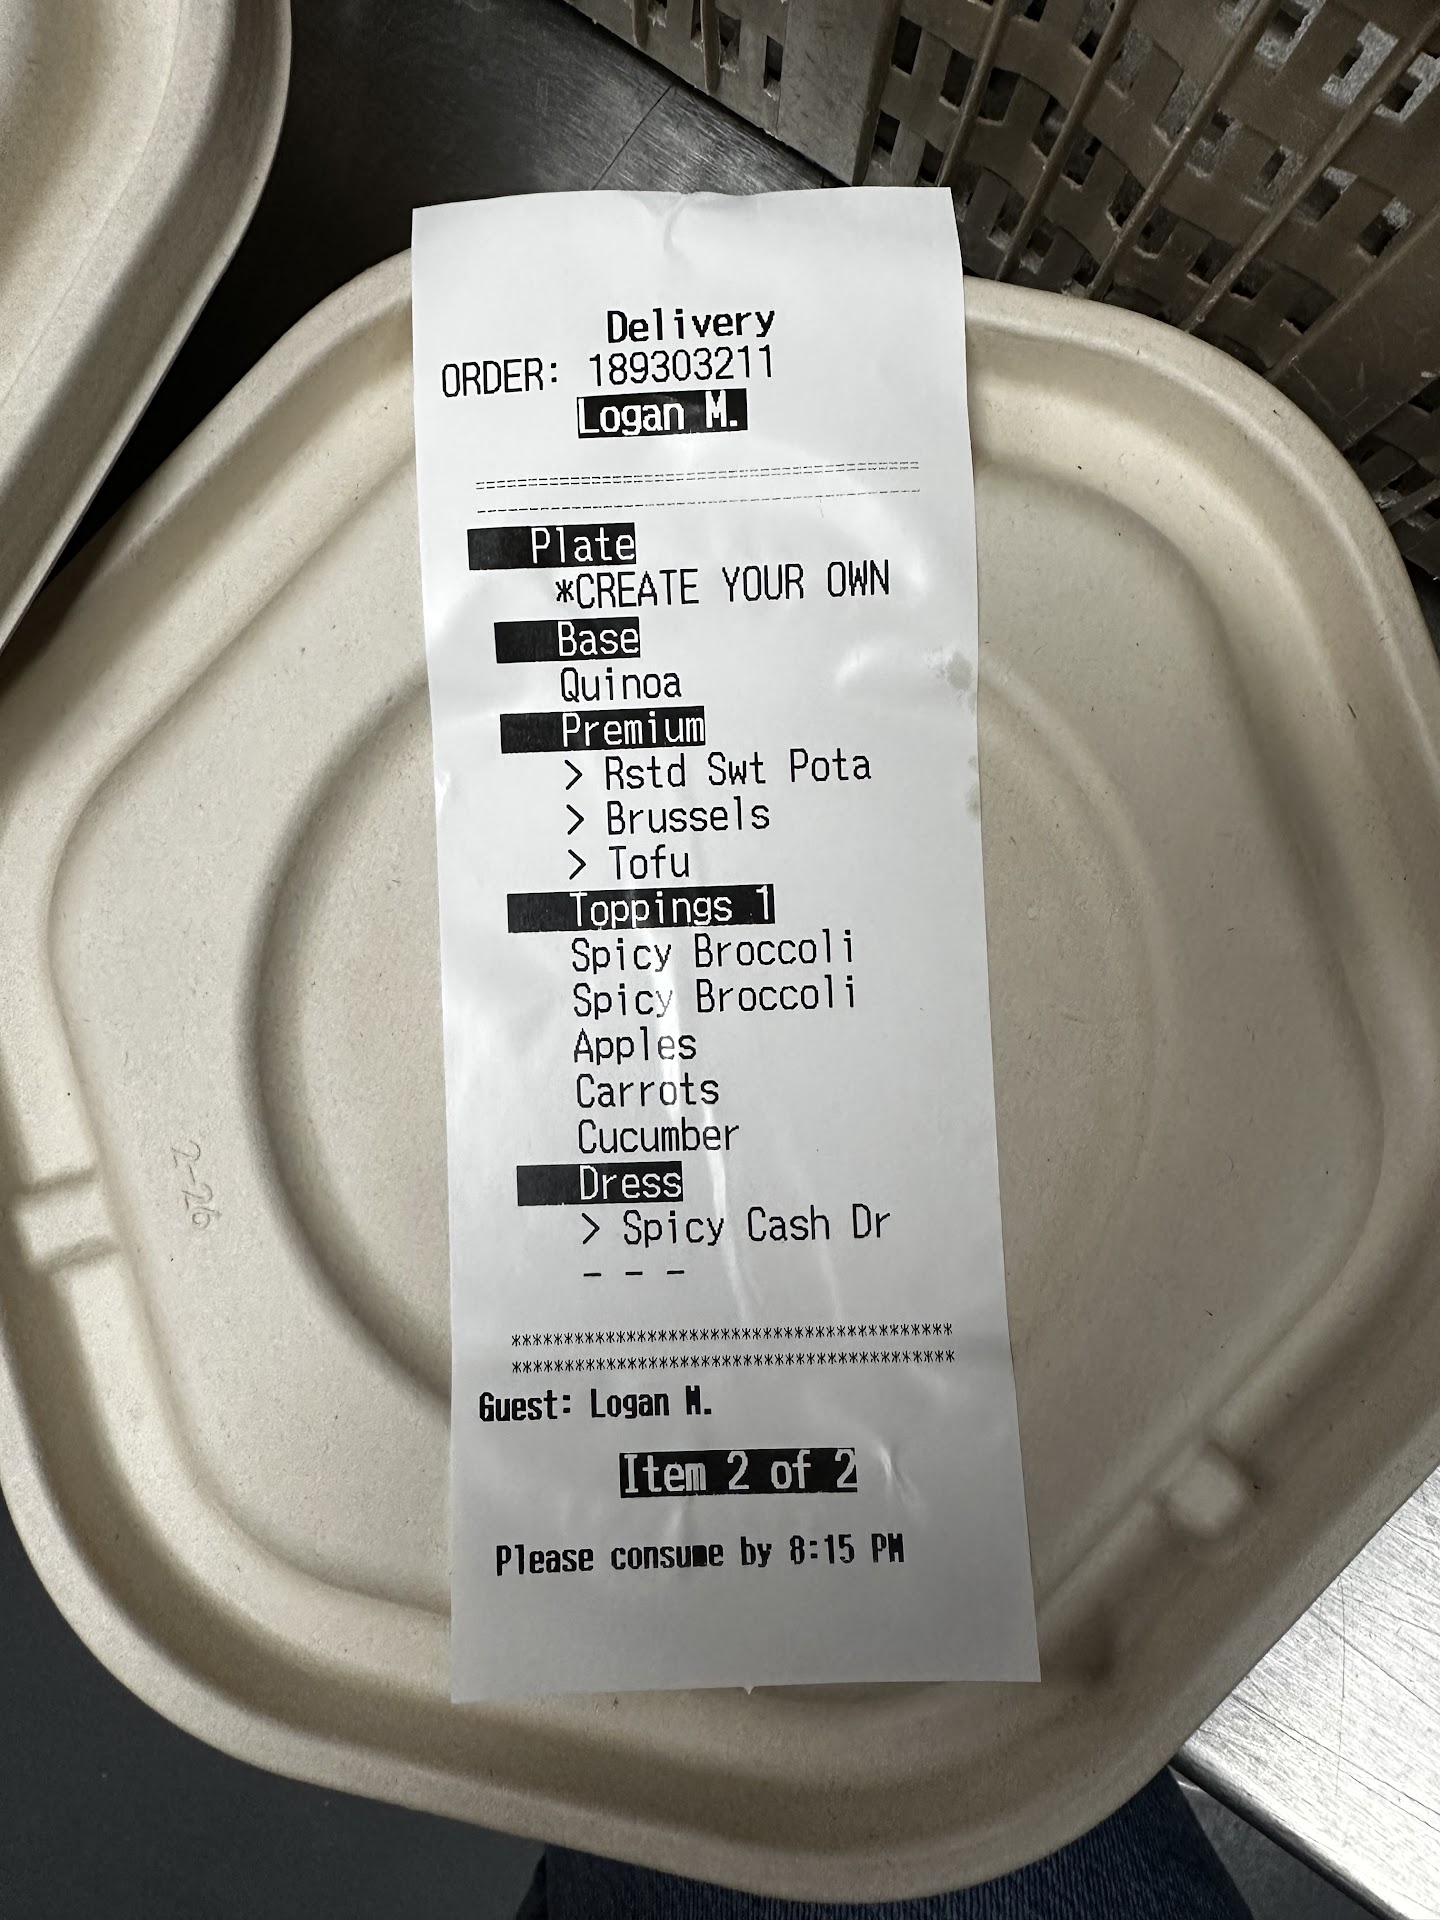 Delivery
ORDER: 189303211
Logan M.
==========================================
------------------------------------------
Plate
*CREATE YOUR OWN
Base
Quinoa
Premium
> Rstd Swt Pota
> Brussels
> Tofu
Toppings 1
Spicy Broccoli
Spicy Broccoli
Apples
Carrots
Cucumber
Dress
> Spicy Cash Dr
- - -
******************************************
******************************************
Guest: Logan M.
Item 2 of 2
Please consume by 8:15 PM
2-26